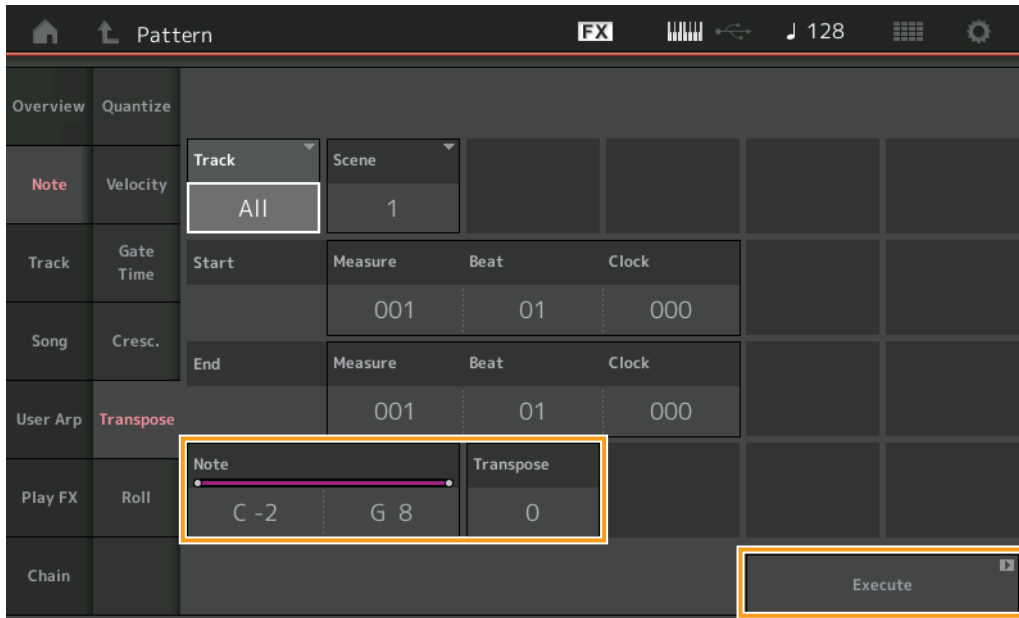 Pattern
FX
♩ 128
Overview
Quantize
Note
Velocity
Track
Gate
Time
Song
Cresc.
User Arp
Transpose
Play FX
Roll
Chain
Track
Scene
All
1
Start
Measure
Beat
Clock
001
01
000
End
Measure
Beat
Clock
001
01
000
Note
Transpose
C -2
G 8
0
Execute